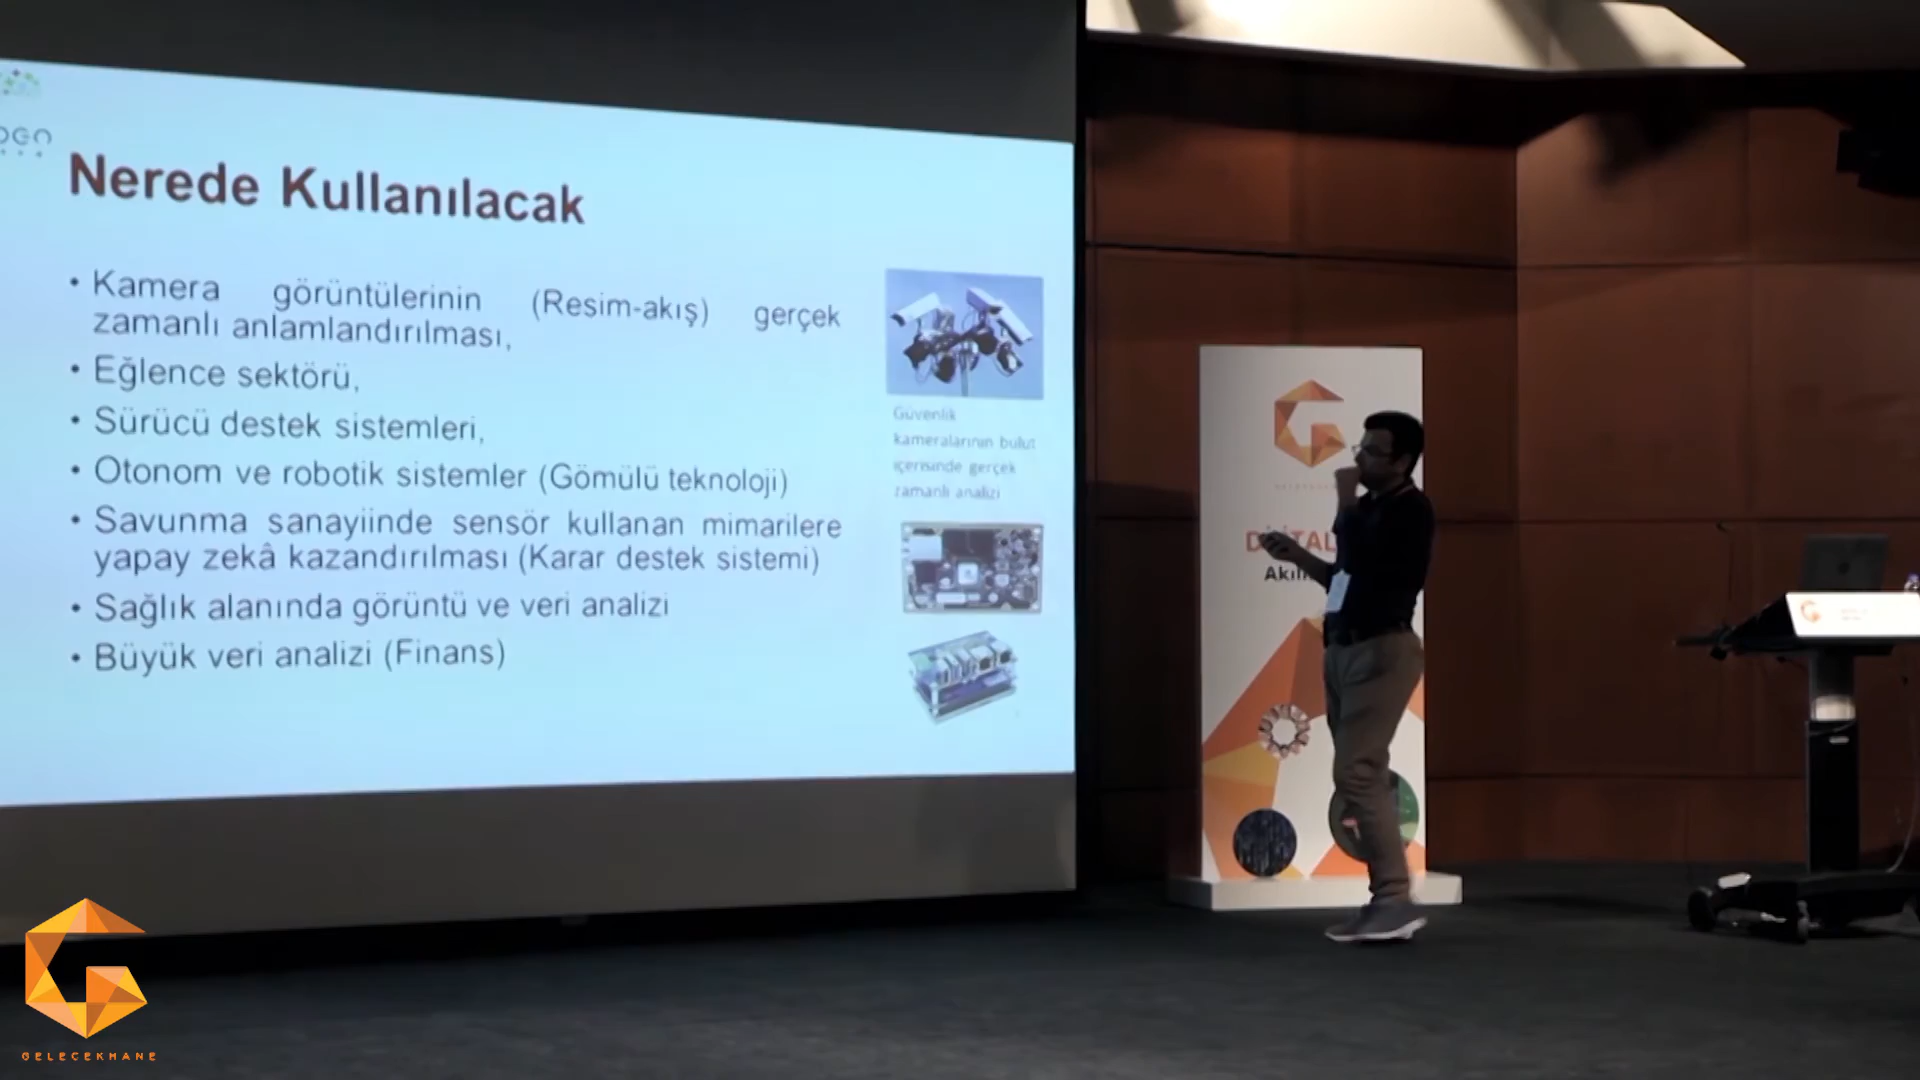 Nerede Kullanılacak
• Kamera görüntülerinin (Resim-akış) gerçek
zamanlı anlamlandırılması,
• Eğlence sektörü,
• Sürücü destek sistemleri,
• Otonom ve robotik sistemler (Gömülü teknoloji)
• Savunma sanayiinde sensör kullanan mimarilere
yapay zekâ kazandırılması (Karar destek sistemi)
• Sağlık alanında görüntü ve veri analizi
• Büyük veri analizi (Finans)
Güvenlik
kameralarının bulut
içerisinde gerçek
zamanlı analizi
GELECEKHANE